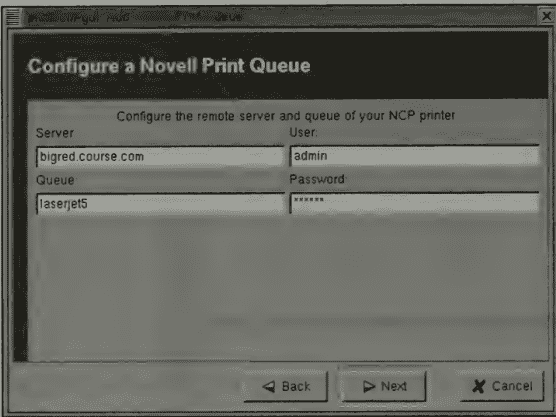 Configure a Novell Print Queue
Configure the remote server and queue of your NCP printer
Server User:
bigred.course.com admin
Queue Password:
laserjet5 ******
Back Next Cancel